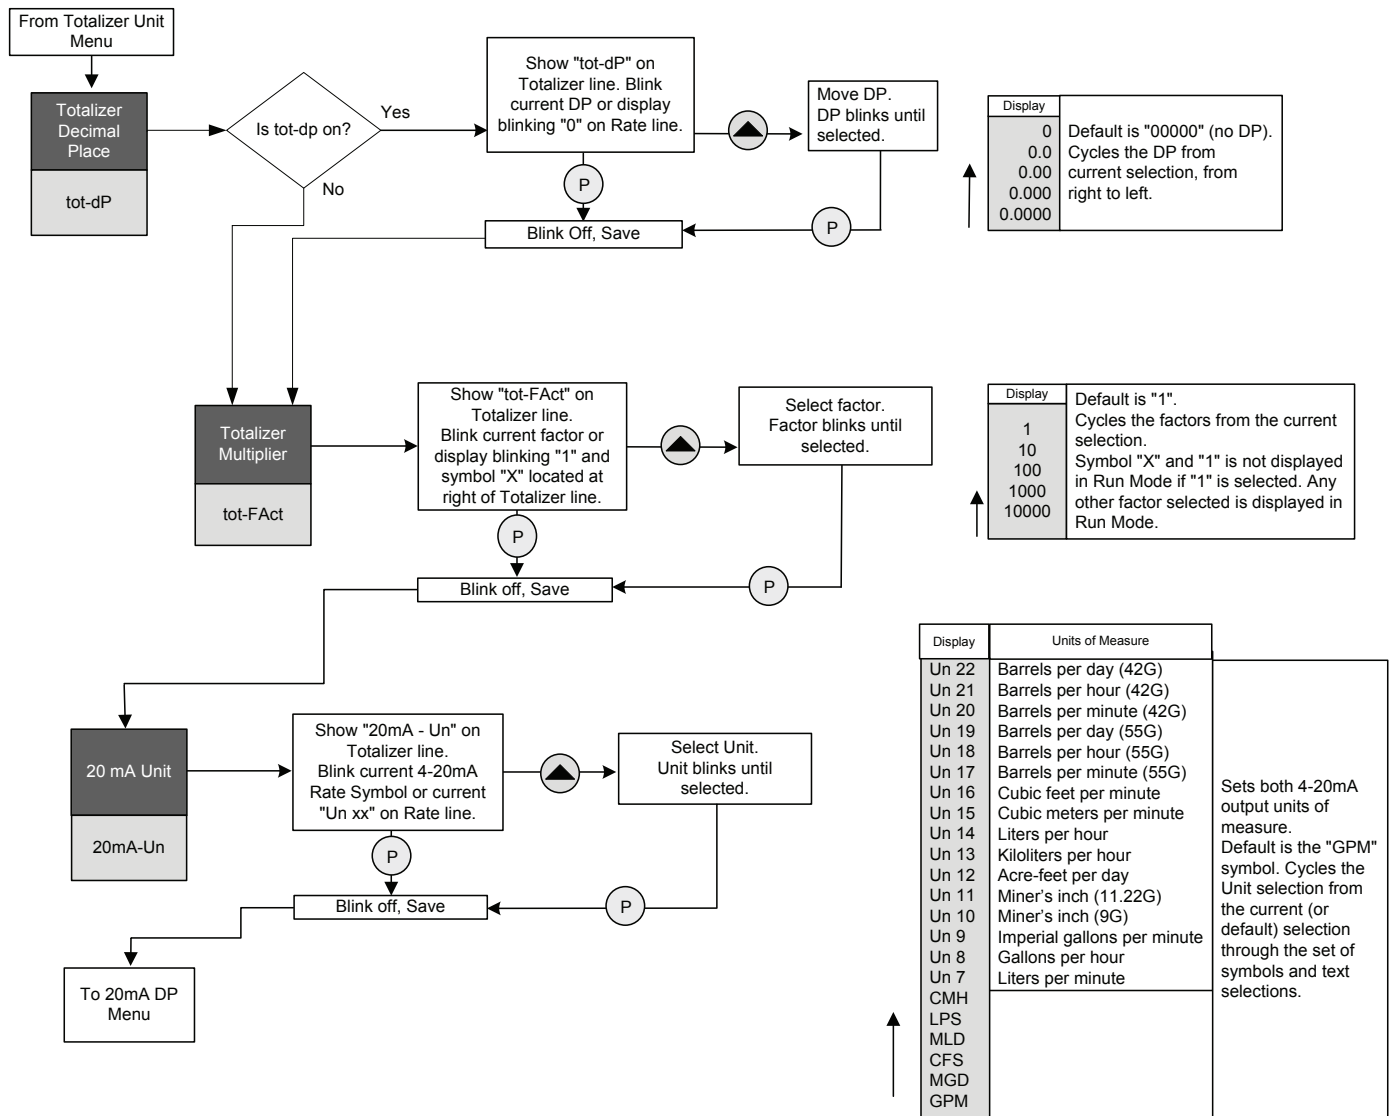 From Totalizer Unit
Menu
Totalizer
Decimal
Place
tot-dP
Is tot-dp on?
Yes
No
Show "tot-dP" on
Totalizer line. Blink
current DP or display
blinking "0" on Rate line.
Move DP.
DP blinks until
selected.
P
P
Blink Off, Save
Display
0
0.0
0.00
0.000
0.0000
Default is "00000" (no DP).
Cycles the DP from
current selection, from
right to left.
Totalizer
Multiplier
tot-FAct
Show "tot-FAct" on
Totalizer line.
Blink current factor or
display blinking "1" and
symbol "X" located at
right of Totalizer line.
Select factor.
Factor blinks until
selected.
P
P
Blink off, Save
Display
1
10
100
1000
10000
Default is "1".
Cycles the factors from the current
selection.
Symbol "X" and "1" is not displayed
in Run Mode if "1" is selected. Any
other factor selected is displayed in
Run Mode.
20 mA Unit
20mA-Un
Show "20mA - Un" on
Totalizer line.
Blink current 4-20mA
Rate Symbol or current
"Un xx" on Rate line.
Select Unit.
Unit blinks until
selected.
P
P
Blink off, Save
To 20mA DP
Menu
Display Units of Measure
Un 22 Barrels per day (42G)
Un 21 Barrels per hour (42G)
Un 20 Barrels per minute (42G)
Un 19 Barrels per day (55G)
Un 18 Barrels per hour (55G)
Un 17 Barrels per minute (55G)
Un 16 Cubic feet per minute
Un 15 Cubic meters per minute
Un 14 Liters per hour
Un 13 Kiloliters per hour
Un 12 Acre-feet per day
Un 11 Miner's inch (11.22G)
Un 10 Miner's inch (9G)
Un 9 Imperial gallons per minute
Un 8 Gallons per hour
Un 7 Liters per minute
CMH
LPS
MLD
CFS
MGD
GPM
Sets both 4-20mA
output units of
measure.
Default is the "GPM"
symbol. Cycles the
Unit selection from
the current (or
default) selection
through the set of
symbols and text
selections.